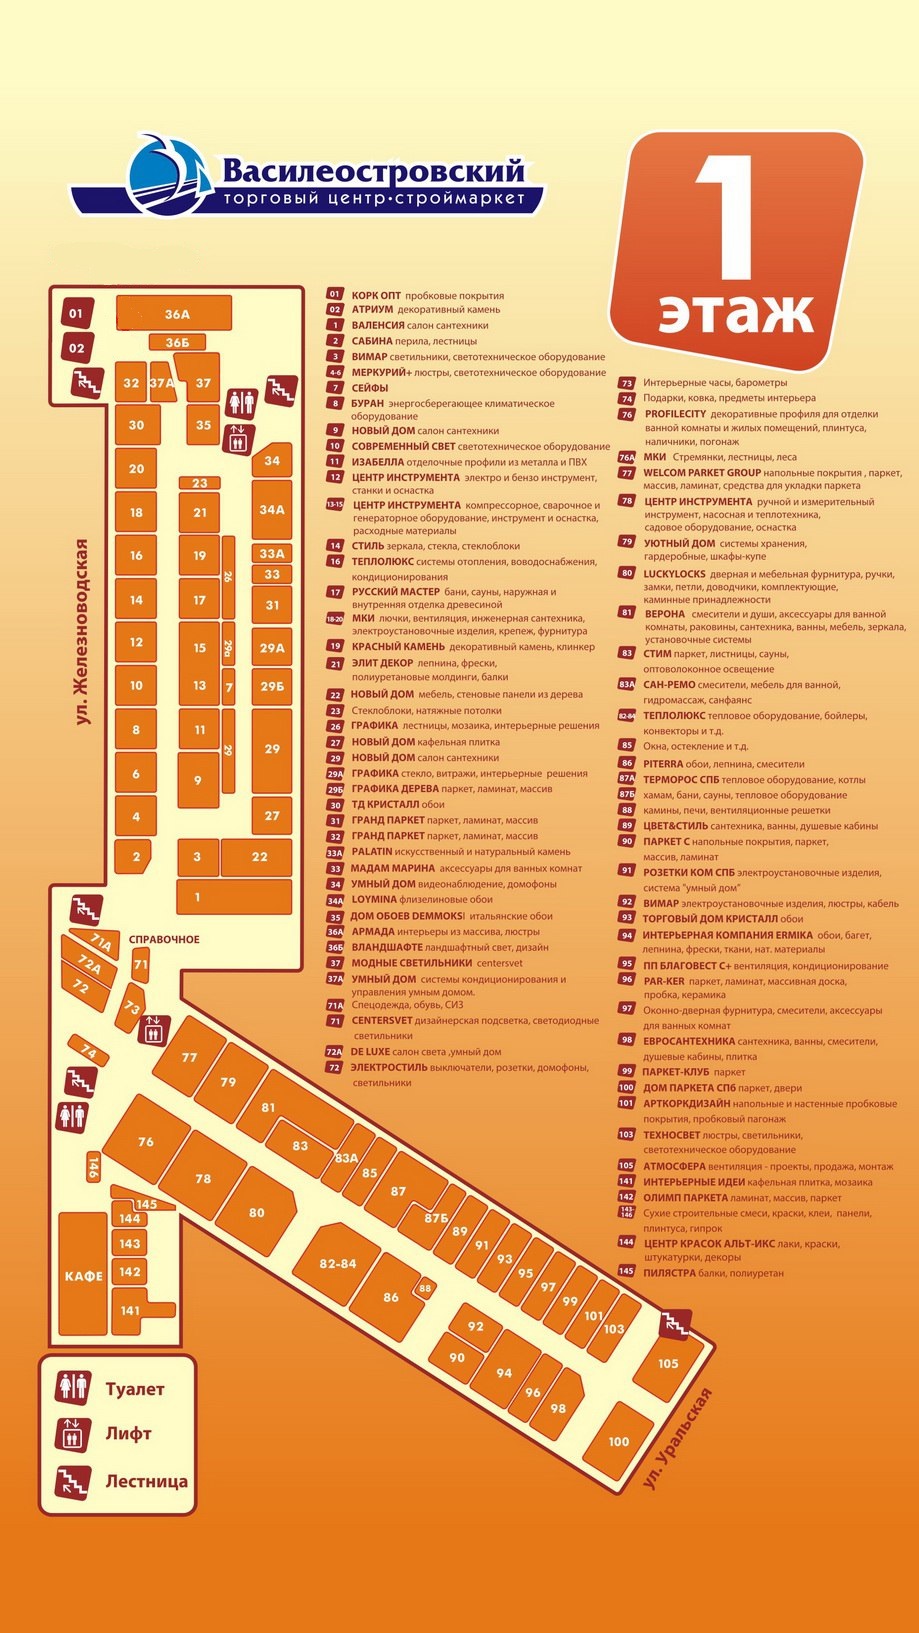 Василеостровский
торговый центр•строймаркет
1
этаж
01 КОРК ОПТ пробковые покрытия
02 АТРИУМ декоративный камень
1 ВАЛЕНСИЯ салон сантехники
2 САБИНА перила, лестницы
3 ВИМАР светильники, светотехническое оборудование
4-6 МЕРКУРИЙ+ люстры, светотехническое оборудование
7 СЕЙФЫ
8 БУРАН энергосберегающее климатическое
оборудование
9 НОВЫЙ ДОМ салон сантехники
10 СОВРЕМЕННЫЙ СВЕТ светотехническое оборудование
11 ИЗАБЕЛЛА отделочные профили из металла и ПВХ
12 ЦЕНТР ИНСТРУМЕНТА электро и бензо инструмент,
станки и оснастка
13-15 ЦЕНТР ИНСТРУМЕНТА компрессорное, сварочное и
генераторное оборудование, инструмент и оснастка,
расходные материалы
14 СТИЛЬ зеркала, стекла, стеклоблоки
16 ТЕПЛОЛЮКС системы отопления, водоснабжения,
кондиционирования
17 РУССКИЙ МАСТЕР бани, сауны, наружная и
внутренняя отделка древесиной
18-20 МКИ лючки, вентиляция, инженерная сантехника,
электроустановочные изделия, крепеж, фурнитура
19 КРАСНЫЙ КАМЕНЬ декоративный камень, клинкер
21 ЭЛИТ ДЕКОР лепнина, фрески,
полиуретановые молдинги, балки
22 НОВЫЙ ДОМ мебель, стеновые панели из дерева
23 Стеклоблоки, натяжные потолки
26 ГРАФИКА лестницы, мозаика, интерьерные решения
27 НОВЫЙ ДОМ кафельная плитка
29 НОВЫЙ ДОМ салон сантехники
29А ГРАФИКА стекло, витражи, интерьерные решения
29Б ГРАФИКА ДЕРЕВА паркет, ламинат, массив
30 ТД КРИСТАЛЛ обои
31 ГРАНД ПАРКЕТ паркет, ламинат, массив
32 ГРАНД ПАРКЕТ паркет, ламинат, массив
33А PALATIN искусственный и натуральный камень
33 МАДАМ МАРИНА аксессуары для ванных комнат
34 УМНЫЙ ДОМ видеонаблюдение, домофоны
34А LOYMINA флизелиновые обои
35 ДОМ ОБОЕВ DEMMOKSI итальянские обои
36А АРМАДА интерьеры из массива, люстры
36Б ВЛАНДШАФТЕ ландшафтный свет, дизайн
37 МОДНЫЕ СВЕТИЛЬНИКИ centersvet
37А УМНЫЙ ДОМ системы кондиционирования и
управления умным домом.
71А Спецодежда, обувь, СИЗ
71 CENTERSVET дизайнерская подсветка, светодиодные
светильники
72А DE LUXE салон света ,умный дом
72 ЭЛЕКТРОСТИЛЬ выключатели, розетки, домофоны,
светильники
73 Интерьерные часы, барометры
74 Подарки, ковка, предметы интерьера
76 PROFILECITY декоративные профиля для отделки
ванной комнаты и жилых помещений, плинтуса,
наличники, погонаж
76А МКИ Стремянки, лестницы, леса
77 WELCOM PARKET GROUP напольные покрытия , паркет,
массив, ламинат, средства для укладки паркета
78 ЦЕНТР ИНСТРУМЕНТА ручной и измерительный
инструмент, насосная и теплотехника,
садовое оборудование, оснастка
79 УЮТНЫЙ ДОМ системы хранения,
гардеробные, шкафы-купе
80 LUCKYLOCKS дверная и мебельная фурнитура, ручки,
замки, петли, доводчики, комплектующие,
каминные принадлежности
81 ВЕРОНА смесители и души, аксессуары для ванной
комнаты, раковины, сантехника, ванны, мебель, зеркала,
установочные системы
83 СТИМ паркет, листницы, сауны,
оптоволоконное освещение
83А САН-РЕМО смесители, мебель для ванной,
гидромассаж, санфаянс
82-84 ТЕПЛОЛЮКС тепловое оборудование, бойлеры,
конвекторы и т.д.
85 Окна, остекление и т.д.
86 PITERRA обои, лепнина, смесители
87А ТЕРМОРОС СПБ тепловое оборудование, котлы
87Б хамам, бани, сауны, тепловое оборудование
88 камины, печи, вентиляционные решетки
89 ЦВЕТ&СТИЛЬ сантехника, ванны, душевые кабины
90 ПАРКЕТ С напольные покрытия, паркет,
массив, ламинат
91 РОЗЕТКИ КОМ СПБ электроустановочные изделия,
система "умный дом"
92 ВИМАР электроустановочные изделия, люстры, кабель
93 ТОРГОВЫЙ ДОМ КРИСТАЛЛ обои
94 ИНТЕРЬЕРНАЯ КОМПАНИЯ ERMIKA обои, багет,
лепнина, фрески, ткани, нат. материалы
95 ПП БЛАГОВЕСТ С+ вентиляция, кондиционирование
96 PAR-KER паркет, ламинат, массивная доска,
пробка, керамика
97 Оконно-дверная фурнитура, смесители, аксессуары
для ванных комнат
98 ЕВРОСАНТЕХНИКА сантехника, ванны, смесители,
душевые кабины, плитка
99 ПАРКЕТ-КЛУБ паркет
100 ДОМ ПАРКЕТА СПб паркет, двери
101 АРТКОРКДИЗАЙН напольные и настенные пробковые
покрытия, пробковый пагонаж
103 ТЕХНОСВЕТ люстры, светильники,
светотехническое оборудование
105 АТМОСФЕРА вентиляция - проекты, продажа, монтаж
141 ИНТЕРЬЕРНЫЕ ИДЕИ кафельная плитка, мозаика
142 ОЛИМП ПАРКЕТА ламинат, массив, паркет
143-146 Сухие строительные смеси, краски, клеи, панели,
плинтуса, гипрок
144 ЦЕНТР КРАСОК АЛЬТ-ИКС лаки, краски,
штукатурки, декоры
145 ПИЛЯСТРА балки, полиуретан
01
36А
02
36Б
32
37А
37
30
35
34
20
23
18
21
34А
16
19
26
33А
33
14
17
31
12
15
29а
29А
10
13
7
29Б
8
11
29
29
6
9
4
27
2
3
22
1
ул. Железноводская
СПРАВОЧНОЕ
71А
72А
72
71
73
74
77
79
81
83
83А
85
87
87Б
89
91
93
95
97
99
101
103
105
76
78
80
82-84
86
88
92
90
94
96
98
100
146
145
144
143
142
141
КАФЕ
ул. Уральская
Туалет
Лифт
Лестница